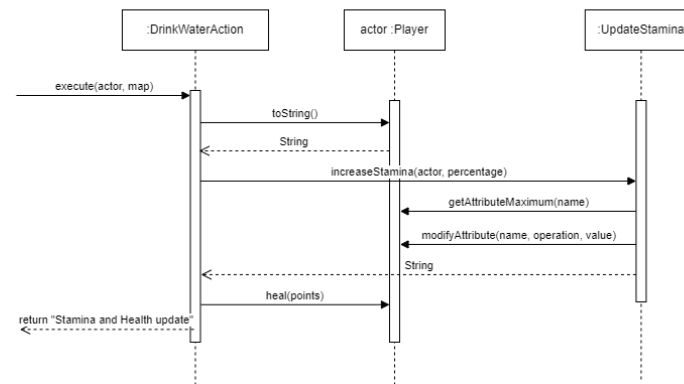 :DrinkWaterAction
actor :Player
:UpdateStamina
execute(actor, map)
toString()
String
increaseStamina(actor, percentage)
getAttributeMaximum(name)
modifyAttribute(name, operation, value)
String
heal(points)
return "Stamina and Health update"